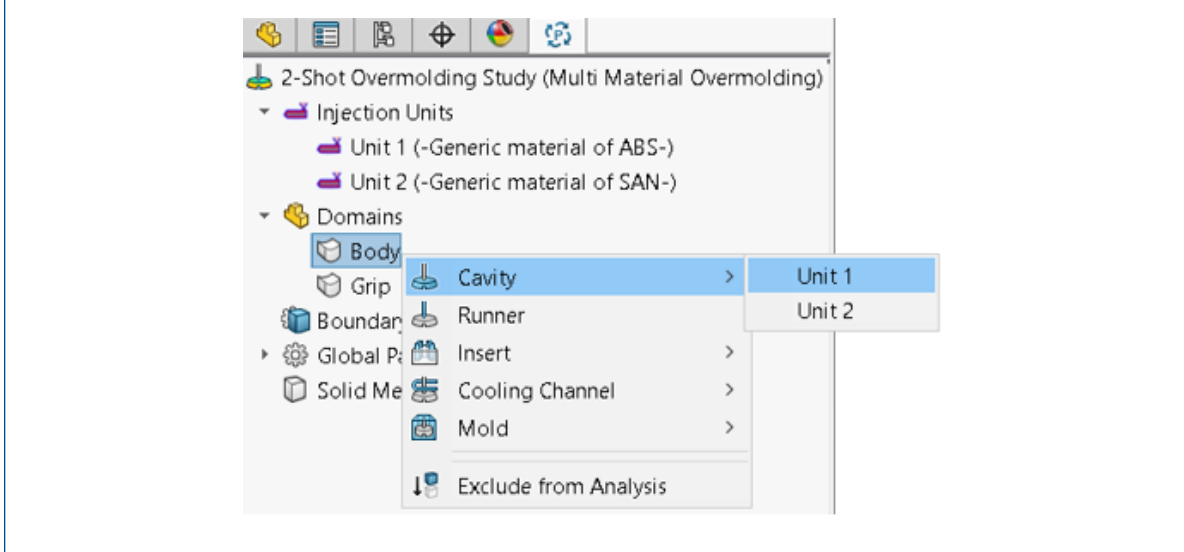 2-Shot Overmolding Study (Multi Material Overmolding)
Injection Units
Unit 1 (-Generic material of ABS-)
Unit 2 (-Generic material of SAN-)
Domains
Body
Cavity
Unit 1
Grip
Unit 2
Boundar
Runner
Global Pa
Insert
Solid Me
Cooling Channel
Mold
Exclude from Analysis